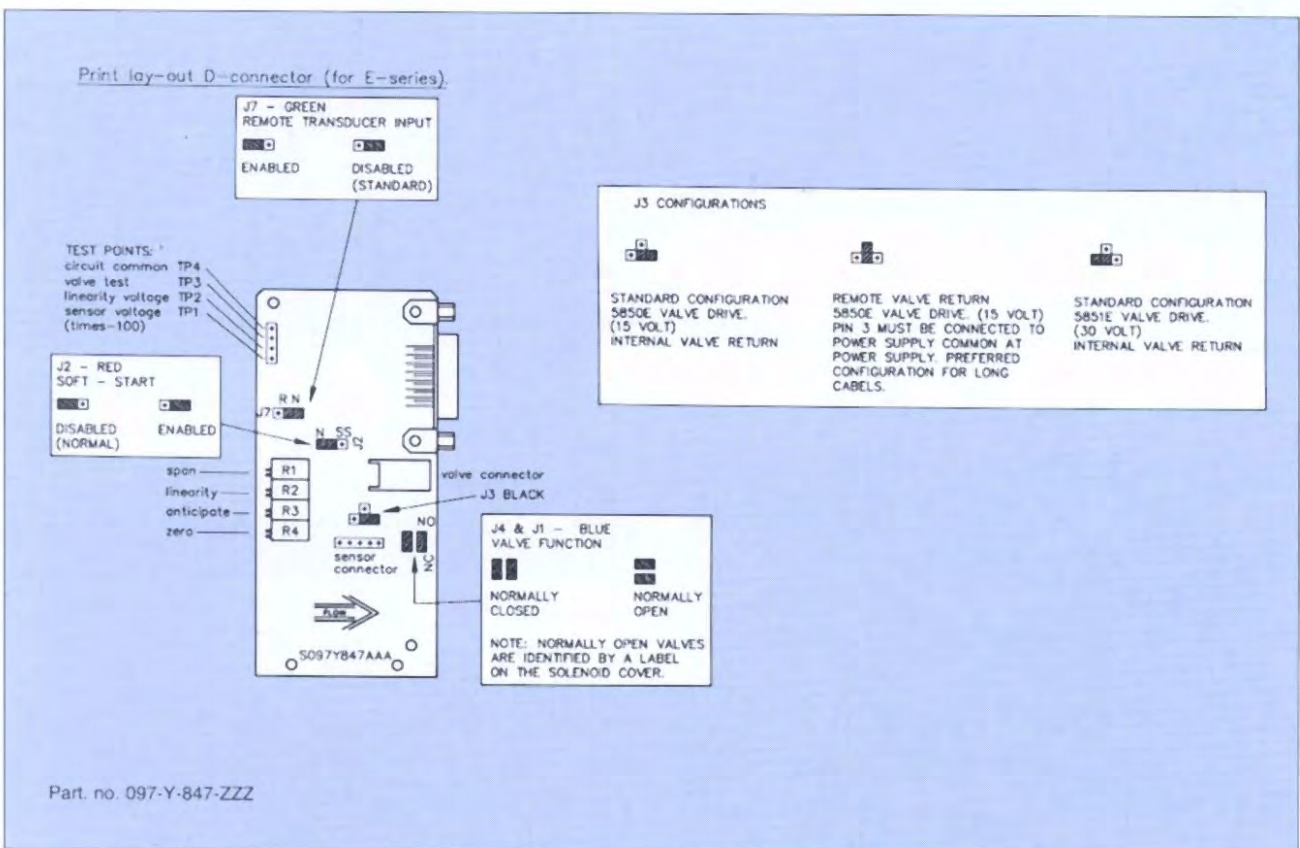 Print lay-out D-connector (for E-series).
J7 - GREEN
REMOTE TRANSDUCER INPUT
ENABLED
DISABLED
(STANDARD)
TEST POINTS:
circuit common TP4
valve test TP3
linearity voltage TP2
sensor voltage TP1
(times-100)
J2 - RED
SOFT - START
DISABLED
(NORMAL)
ENABLED
R N
J7
N SS
J2
span
R1
linearity
R2
anticipate
R3
zero
R4
valve connector
J3 BLACK
NO
NC
sensor
connector
FLOW
S097Y847AAA
J4 & J1 - BLUE
VALVE FUNCTION
NORMALLY
CLOSED
NORMALLY
OPEN
NOTE: NORMALLY OPEN VALVES
ARE IDENTIFIED BY A LABEL
ON THE SOLENOID COVER.
J3 CONFIGURATIONS
STANDARD CONFIGURATION
5850E VALVE DRIVE.
(15 VOLT)
INTERNAL VALVE RETURN
REMOTE VALVE RETURN
5850E VALVE DRIVE. (15 VOLT)
PIN 3 MUST BE CONNECTED TO
POWER SUPPLY COMMON AT
POWER SUPPLY. PREFERRED
CONFIGURATION FOR LONG
CABELS.
STANDARD CONFIGURATION
5851E VALVE DRIVE.
(30 VOLT)
INTERNAL VALVE RETURN
Part. no. 097-Y-847-ZZZ